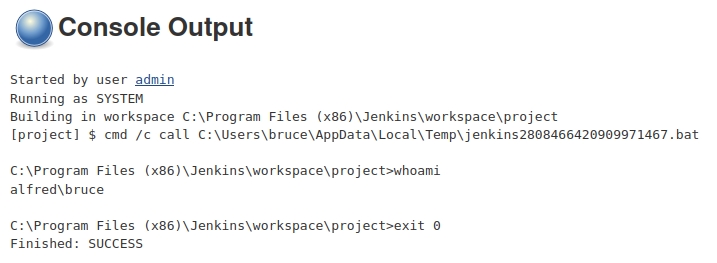 Console Output
Started by user admin
Running as SYSTEM
Building in workspace C:\Program Files (x86)\Jenkins\workspace\project
[project] $ cmd /c call C:\Users\bruce\AppData\Local\Temp\jenkins2808466420909971467.bat
C:\Program Files (x86)\Jenkins\workspace\project>whoami
alfred\bruce
C:\Program Files (x86)\Jenkins\workspace\project>exit 0
Finished: SUCCESS